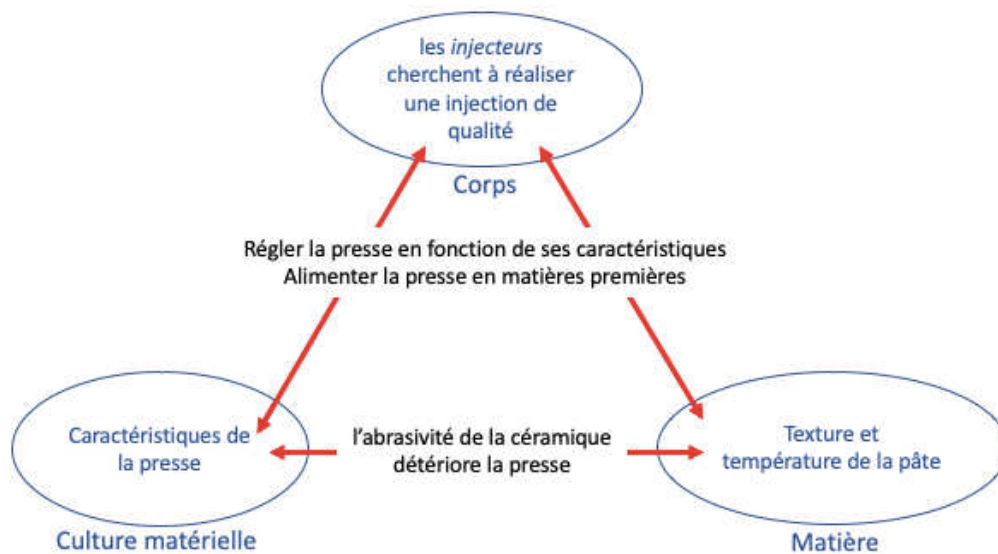 les injecteurs
cherchent à réaliser
une injection de
qualité
Corps
Régler la presse en fonction de ses caractéristiques
Alimenter la presse en matières premières
Caractéristiques de
la presse
l’abrasivité de la céramique
détériore la presse
Texture et
température de la pâte
Culture matérielle
Matière